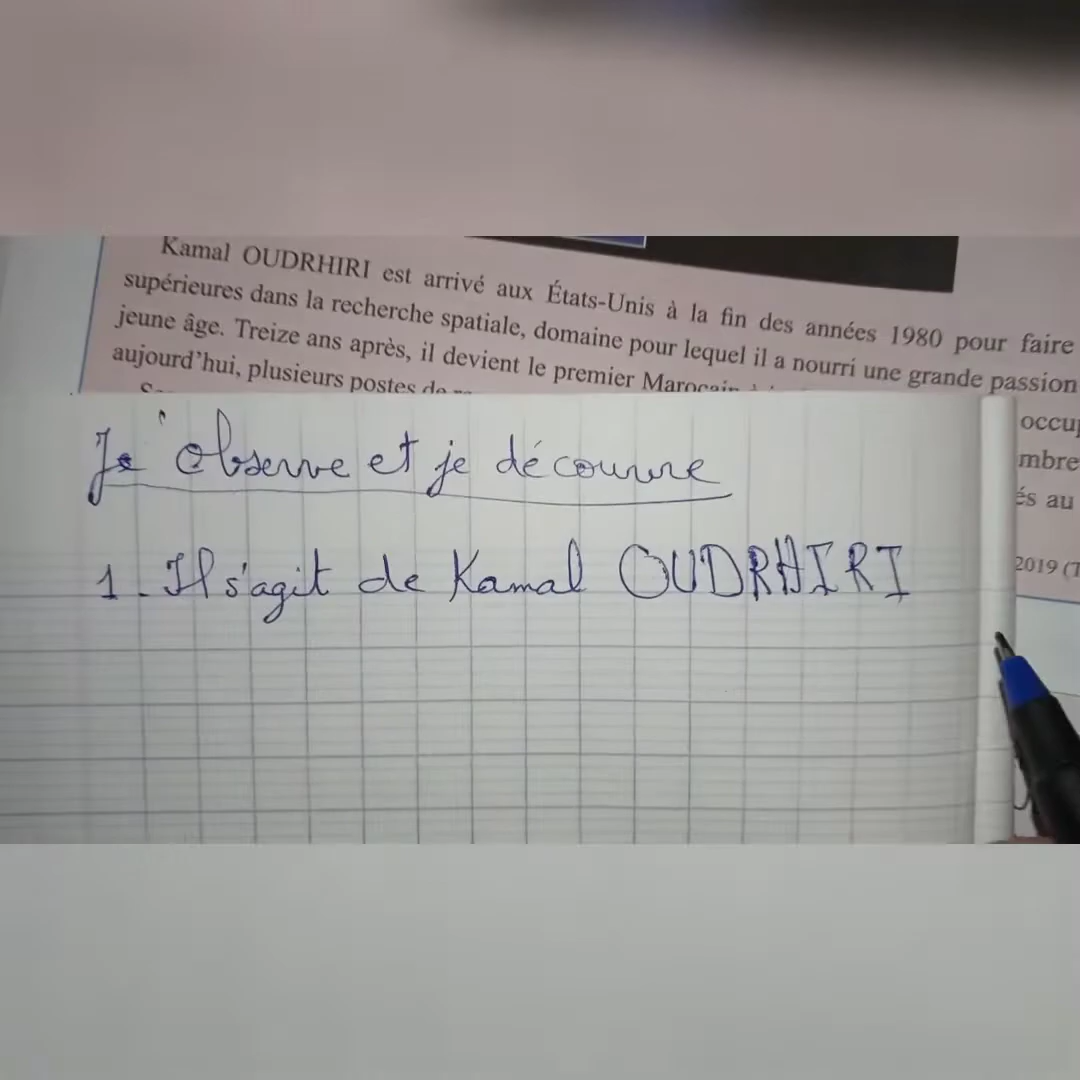 Kamal OUDRHIRI est arrivé aux États-Unis à la fin des années 1980 pour faire
supérieures dans la recherche spatiale, domaine pour lequel il a nourri une grande passion
jeune âge. Treize ans après, il devient le premier Marocain
aujourd'hui, plusieurs postes de
occup
mbre
és au
2019 (T
Je observe et je découvre
1. Il s'agit de Kamal OUDRHIRI